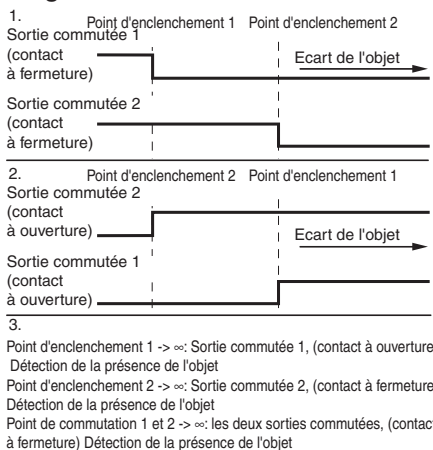 1.
Point d'enclenchement 1 Point d'enclenchement 2
Sortie commutée 1
(contact
à fermeture)
Ecart de l'objet
Sortie commutée 2
(contact
à fermeture)
2.
Point d'enclenchement 2 Point d'enclenchement 1
Sortie commutée 2
(contact
à ouverture)
Ecart de l'objet
Sortie commutée 1
(contact
à ouverture)
3.
Point d'enclenchement 1 -> ∞: Sortie commutée 1, (contact à ouverture
Détection de la présence de l'objet
Point d'enclenchement 2 -> ∞: Sortie commutée 2, (contact à fermeture
Détection de la présence de l'objet
Point de commutation 1 et 2 -> ∞: les deux sorties commutées, (contact
à fermeture) Détection de la présence de l'objet